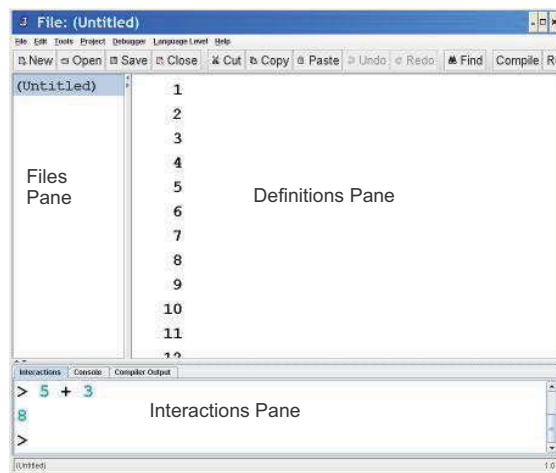 File: (Untitled)
File Edit Tools Project Debugger Language Level Help
New Open Save Close Cut Copy Paste Undo Redo Find Compile R
(Untitled)
1
2
3
4
5
6
7
8
9
10
11
12
Files
Pane
Definitions Pane
Interactions Console Compiler Output
> 5 + 3
8
>
Interactions Pane
(Untitled)